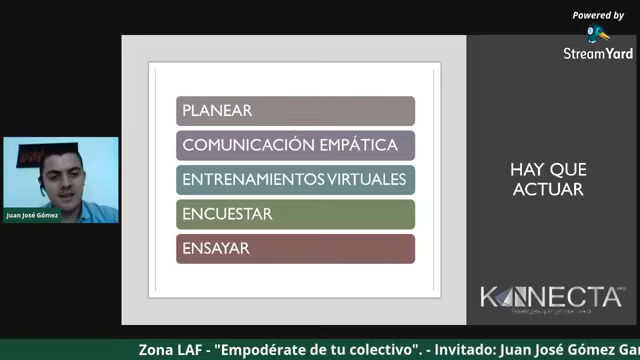 Powered by
StreamYard
PLANEAR
COMUNICACIÓN EMPÁTICA
ENTRENAMIENTOS VIRTUALES
ENCUESTAR
ENSAYAR
HAY QUE
ACTUAR
Juan José Gómez
KONNECTA
Zona LAF - "Empodérate de tu colectivo". - Invitado: Juan José Gómez Gar